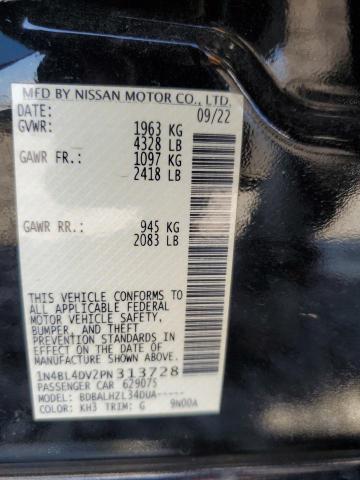 MFD BY NISSAN MOTOR CO., LTD.
DATE: 09/22
GVWR: 1963 KG
4328 LB
GAWR FR.: 1097 KG
2418 LB
GAWR RR.: 945 KG
2083 LB
THIS VEHICLE CONFORMS TO
ALL APPLICABLE FEDERAL
MOTOR VEHICLE SAFETY,
BUMPER, AND THEFT
PREVENTION STANDARDS IN
EFFECT ON THE DATE OF
MANUFACTURE SHOWN ABOVE.
1N4BL4DV2PN313728
PASSENGER CAR 629075
MODEL: BDBALHZL34DUA-----
COLOR: KH3 TRIM: G 9N00A